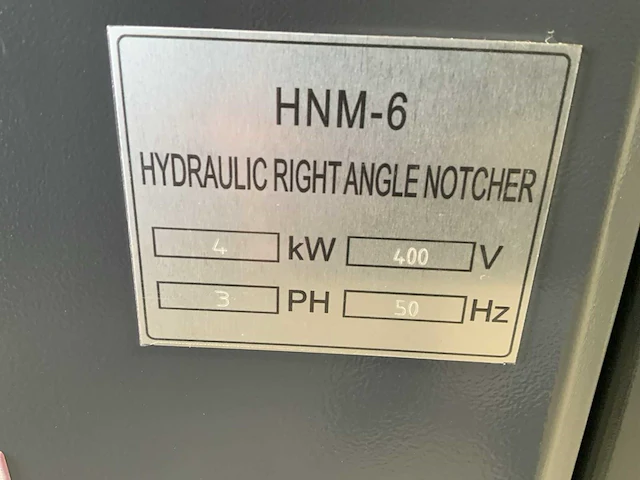 HNM-6
HYDRAULIC RIGHT ANGLE NOTCHER
4 kW 400 V
3 PH 50 Hz